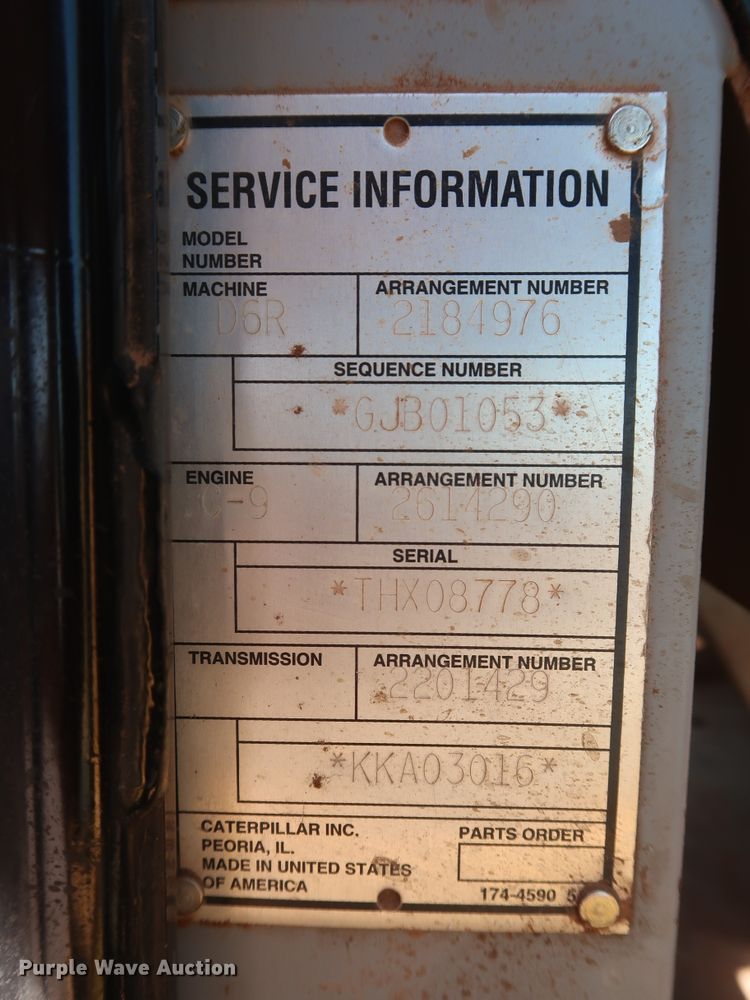 SERVICE INFORMATION
MODEL
NUMBER
MACHINE ARRANGEMENT NUMBER
D6R 2184976
SEQUENCE NUMBER
*GJB01053*
ENGINE ARRANGEMENT NUMBER
C-9 2614290
SERIAL
*THX08778*
TRANSMISSION ARRANGEMENT NUMBER
2201429
*KKA03016*
CATERPILLAR INC. PARTS ORDER
PEORIA, IL.
MADE IN UNITED STATES
OF AMERICA
174-4590
Purple Wave Auction